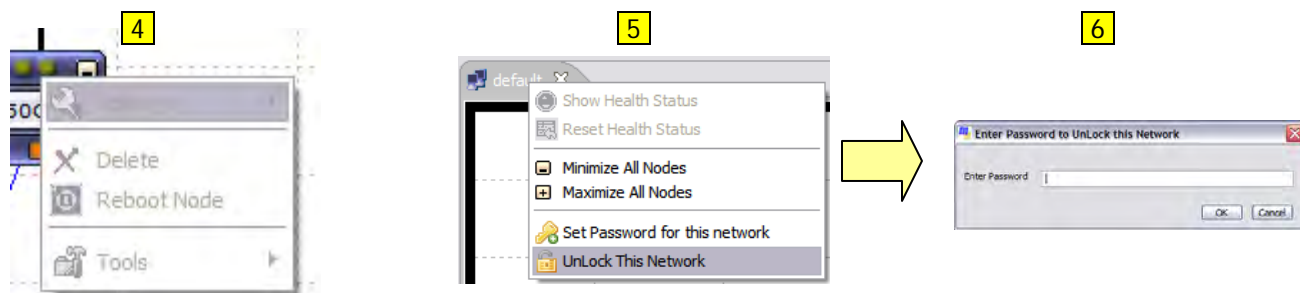 4
50
Delete
Reboot Node
Tools
5
default
Show Health Status
Reset Health Status
Minimize All Nodes
Maximize All Nodes
Set Password for this network
UnLock This Network
6
Enter Password to UnLock this Network
Enter Password
OK Cancel